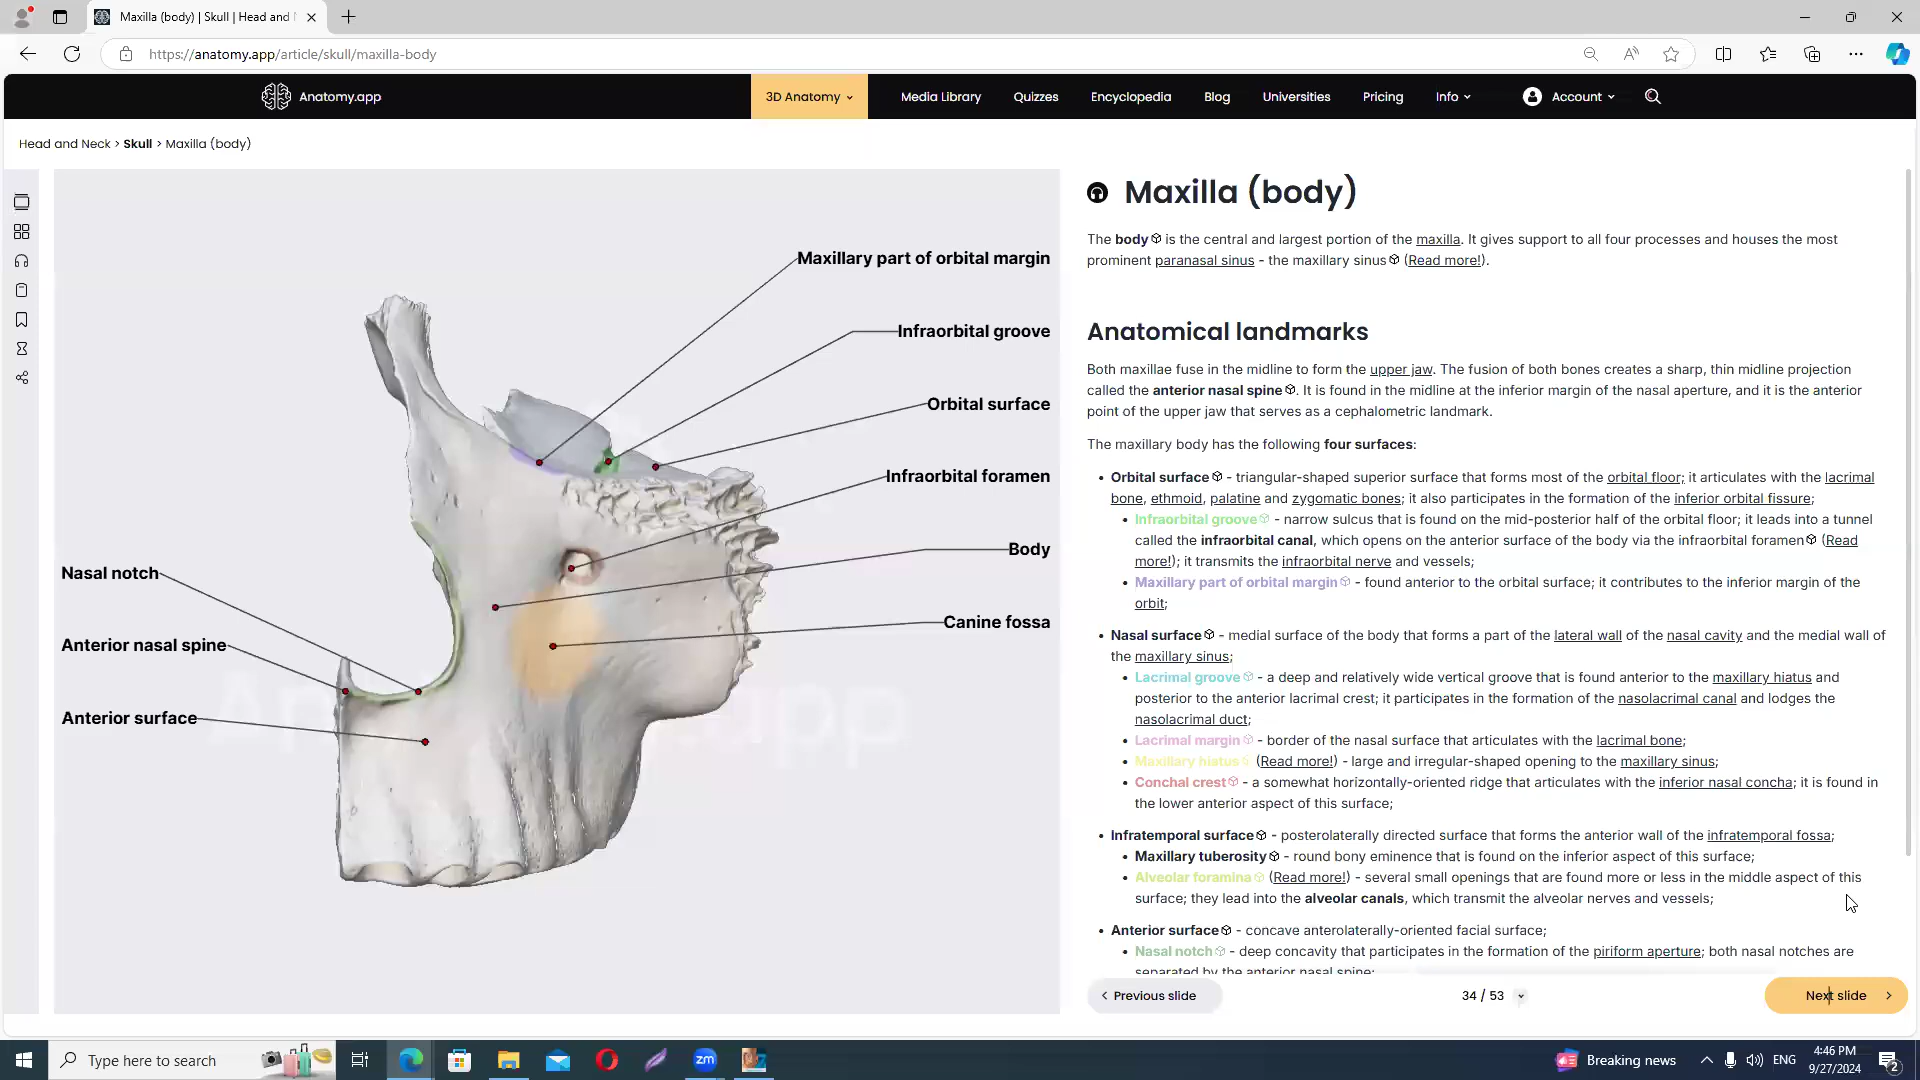 Maxilla (body) | Skull | Head and
https://anatomy.app/article/skull/maxilla-body
Anatomy.app
3D Anatomy
Media Library
Quizzes
Encyclopedia
Blog
Universities
Pricing
Info
Account
Head and Neck > Skull > Maxilla (body)
Maxillary part of orbital margin
Infraorbital groove
Orbital surface
Infraorbital foramen
Body
Canine fossa
Nasal notch
Anterior nasal spine
Anterior surface
Maxilla (body)
The body is the central and largest portion of the maxilla. It gives support to all four processes and houses the most
prominent paranasal sinus - the maxillary sinus (Read more!).
Anatomical landmarks
Both maxillae fuse in the midline to form the upper jaw. The fusion of both bones creates a sharp, thin midline projection
called the anterior nasal spine. It is found in the midline at the inferior margin of the nasal aperture, and it is the anterior
point of the upper jaw that serves as a cephalometric landmark.
The maxillary body has the following four surfaces:
• Orbital surface - triangular-shaped superior surface that forms most of the orbital floor; it articulates with the lacrimal
bone, ethmoid, palatine and zygomatic bones; it also participates in the formation of the inferior orbital fissure;
• Infraorbital groove - narrow sulcus that is found on the mid-posterior half of the orbital floor; it leads into a tunnel
called the infraorbital canal, which opens on the anterior surface of the body via the infraorbital foramen (Read
more!); it transmits the infraorbital nerve and vessels;
• Maxillary part of orbital margin - found anterior to the orbital surface; it contributes to the inferior margin of the
orbit;
• Nasal surface - medial surface of the body that forms a part of the lateral wall of the nasal cavity and the medial wall of
the maxillary sinus;
• Lacrimal groove - a deep and relatively wide vertical groove that is found anterior to the maxillary hiatus and
posterior to the anterior lacrimal crest; it participates in the formation of the nasolacrimal canal and lodges the
nasolacrimal duct;
• Lacrimal margin - border of the nasal surface that articulates with the lacrimal bone;
• Maxillary hiatus (Read more!) - large and irregular-shaped opening to the maxillary sinus;
• Conchal crest - a somewhat horizontally-oriented ridge that articulates with the inferior nasal concha; it is found in
the lower anterior aspect of this surface;
• Infratemporal surface - posterolaterally directed surface that forms the anterior wall of the infratemporal fossa;
• Maxillary tuberosity - round bony eminence that is found on the inferior aspect of this surface;
• Alveolar foramina (Read more!) - several small openings that are found more or less in the middle aspect of this
surface; they lead into the alveolar canals, which transmit the alveolar nerves and vessels;
• Anterior surface - concave anterolaterally-oriented facial surface;
• Nasal notch - deep concavity that participates in the formation of the piriform aperture; both nasal notches are
separated by the anterior nasal spine;
Previous slide
34 / 53
Next slide
Type here to search
zm
Breaking news
ENG
4:46 PM
9/27/2024
2